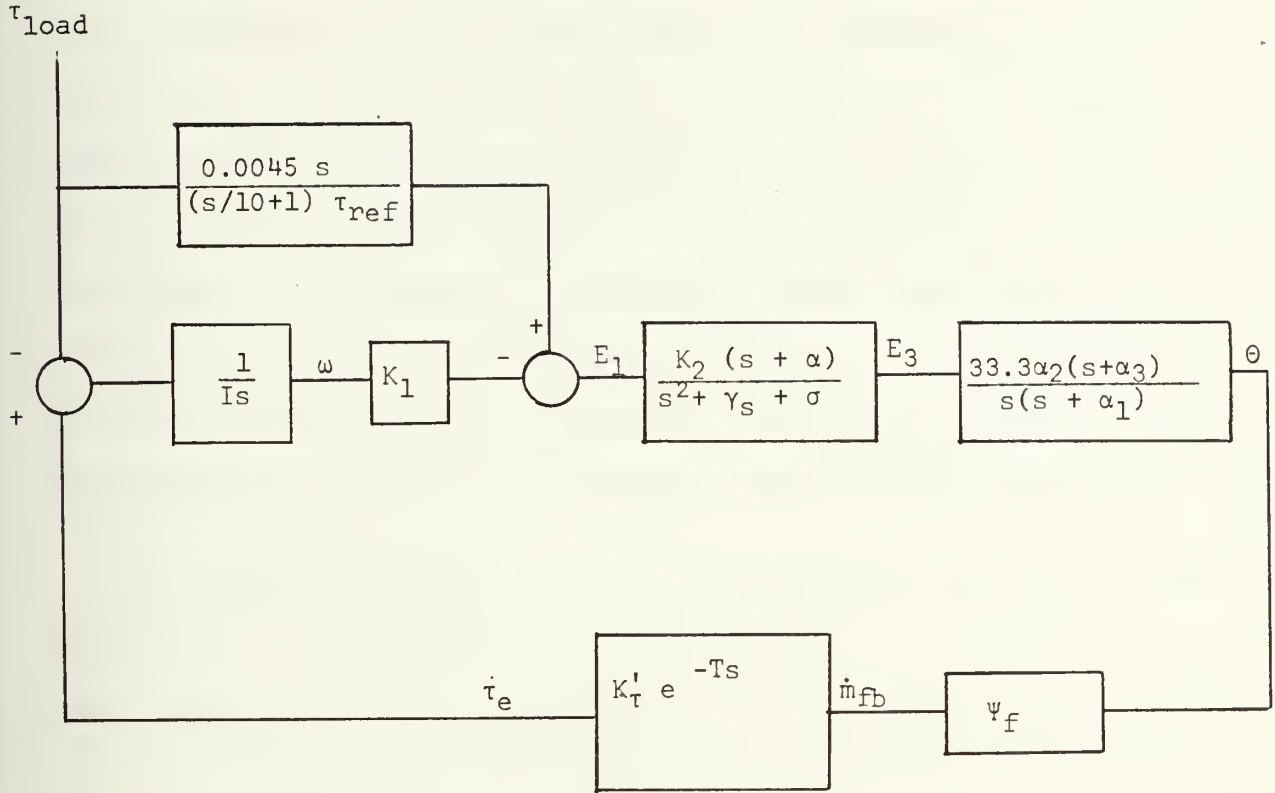 τload
0.0045 s
(s/10+1) τref
-
+
1
Is
ω
K1
-
+
E1
K2 (s + α)
s2+ γs + σ
E3
33.3α2(s+α3)
s(s + α1)
Θ
τ̇e
K'τ e -Ts
ṁfb
Ψf